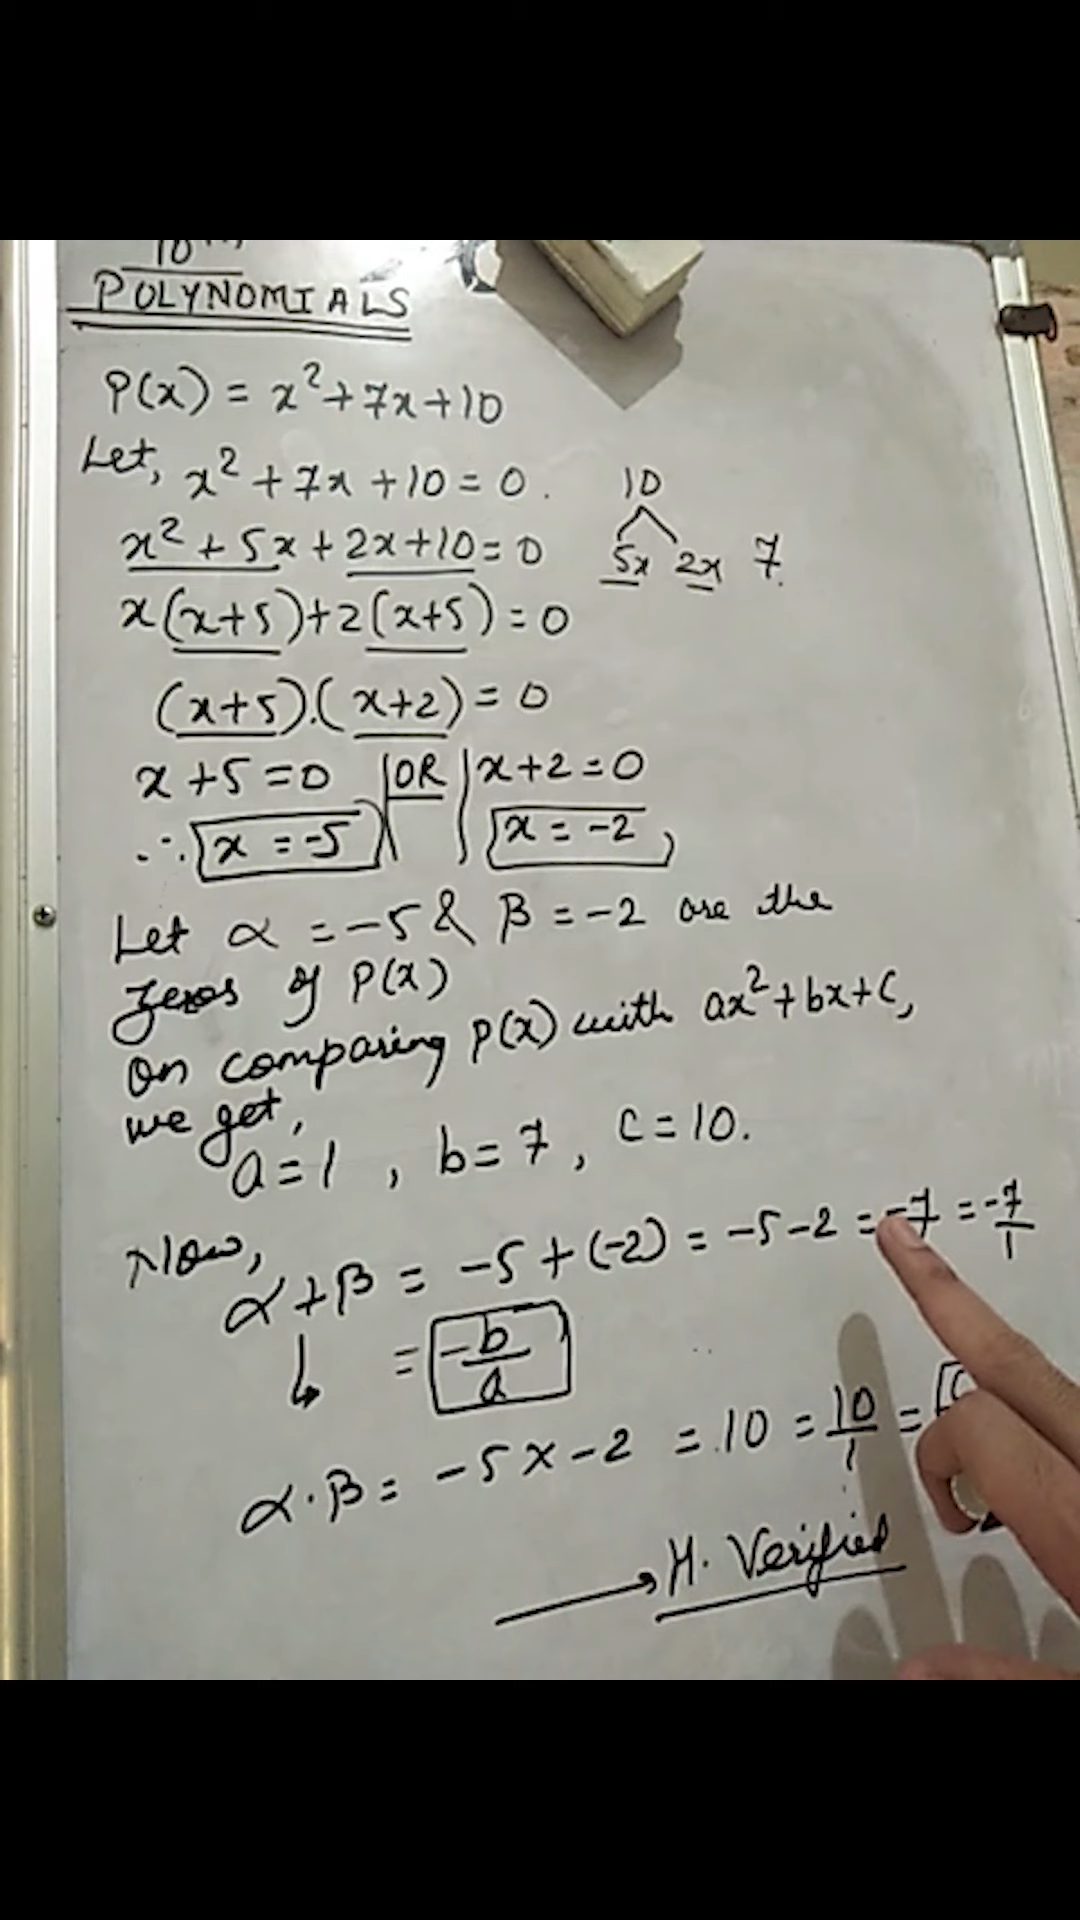 10th
POLYNOMIALS
P(x) = x² + 7x + 10
Let, x² + 7x + 10 = 0.
10
x² + 5x + 2x + 10 = 0
5x 2x 7
x(x+5) + 2(x+5) = 0
(x+5).(x+2) = 0
x + 5 = 0 |OR| x + 2 = 0
∴ x = -5 x = -2,
Let α = -5 & β = -2 are the
zeros of P(x)
On comparing P(x) with ax² + bx + C,
we get,
a = 1, b = 7, C = 10.
Now,
α + β = -5 + (-2) = -5 - 2 = -7 = -7/1
= -b/a
α . β = -5 x -2 = 10 = 10/1 =
H. Verified